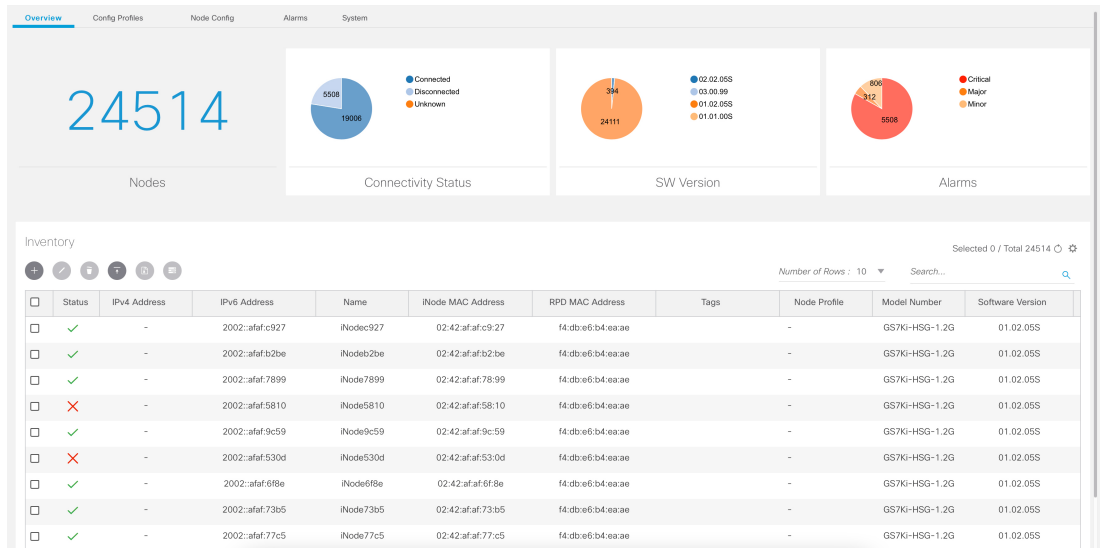 Overview Config Profiles Node Config Alarms System
24514
Nodes
5508
19006
Connected
Disconnected
Unknown
Connectivity Status
394
24111
02.02.05S
03.00.99
01.02.05S
01.01.00S
SW Version
806
312
5508
Critical
Major
Minor
Alarms
Inventory
Selected 0 / Total 24514
Number of Rows : 10 Search...
Status IPv4 Address IPv6 Address Name iNode MAC Address RPD MAC Address Tags Node Profile Model Number Software Version
- 2002::afaf:c927 iNodec927 02:42:af:af:c9:27 f4:db:e6:b4:ea:ae - GS7Ki-HSG-1.2G 01.02.05S
- 2002::afaf:b2be iNodeb2be 02:42:af:af:b2:be f4:db:e6:b4:ea:ae - GS7Ki-HSG-1.2G 01.02.05S
- 2002::afaf:7899 iNode7899 02:42:af:af:78:99 f4:db:e6:b4:ea:ae - GS7Ki-HSG-1.2G 01.02.05S
- 2002::afaf:5810 iNode5810 02:42:af:af:58:10 f4:db:e6:b4:ea:ae - GS7Ki-HSG-1.2G 01.02.05S
- 2002::afaf:9c59 iNode9c59 02:42:af:af:9c:59 f4:db:e6:b4:ea:ae - GS7Ki-HSG-1.2G 01.02.05S
- 2002::afaf:530d iNode530d 02:42:af:af:53:0d f4:db:e6:b4:ea:ae - GS7Ki-HSG-1.2G 01.02.05S
- 2002::afaf:6f8e iNode6f8e 02:42:af:af:6f:8e f4:db:e6:b4:ea:ae - GS7Ki-HSG-1.2G 01.02.05S
- 2002::afaf:73b5 iNode73b5 02:42:af:af:73:b5 f4:db:e6:b4:ea:ae - GS7Ki-HSG-1.2G 01.02.05S
- 2002::afaf:77c5 iNode77c5 02:42:af:af:77:c5 f4:db:e6:b4:ea:ae - GS7Ki-HSG-1.2G 01.02.05S